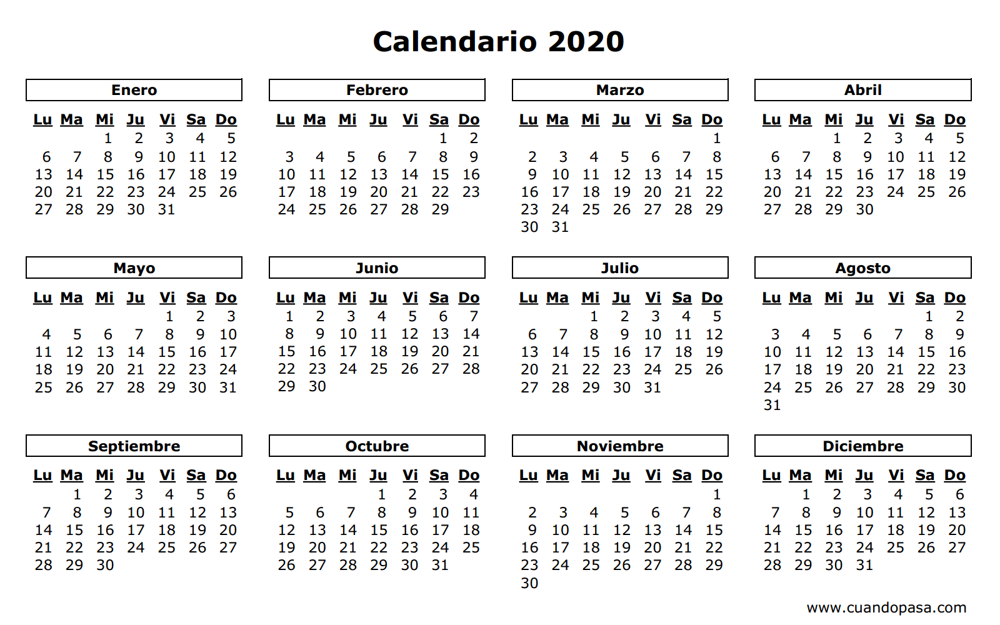 Calendario 2020
Enero
Lu Ma Mi Ju Vi Sa Do
1 2 3 4 5
6 7 8 9 10 11 12
13 14 15 16 17 18 19
20 21 22 23 24 25 26
27 28 29 30 31
Febrero
Lu Ma Mi Ju Vi Sa Do
1 2
3 4 5 6 7 8 9
10 11 12 13 14 15 16
17 18 19 20 21 22 23
24 25 26 27 28 29
Marzo
Lu Ma Mi Ju Vi Sa Do
1
2 3 4 5 6 7 8
9 10 11 12 13 14 15
16 17 18 19 20 21 22
23 24 25 26 27 28 29
30 31
Abril
Lu Ma Mi Ju Vi Sa Do
1 2 3 4 5
6 7 8 9 10 11 12
13 14 15 16 17 18 19
20 21 22 23 24 25 26
27 28 29 30
Mayo
Lu Ma Mi Ju Vi Sa Do
1 2 3
4 5 6 7 8 9 10
11 12 13 14 15 16 17
18 19 20 21 22 23 24
25 26 27 28 29 30 31
Junio
Lu Ma Mi Ju Vi Sa Do
1 2 3 4 5 6 7
8 9 10 11 12 13 14
15 16 17 18 19 20 21
22 23 24 25 26 27 28
29 30
Julio
Lu Ma Mi Ju Vi Sa Do
1 2 3 4 5
6 7 8 9 10 11 12
13 14 15 16 17 18 19
20 21 22 23 24 25 26
27 28 29 30 31
Agosto
Lu Ma Mi Ju Vi Sa Do
1 2
3 4 5 6 7 8 9
10 11 12 13 14 15 16
17 18 19 20 21 22 23
24 25 26 27 28 29 30
31
Septiembre
Lu Ma Mi Ju Vi Sa Do
1 2 3 4 5 6
7 8 9 10 11 12 13
14 15 16 17 18 19 20
21 22 23 24 25 26 27
28 29 30
Octubre
Lu Ma Mi Ju Vi Sa Do
1 2 3 4
5 6 7 8 9 10 11
12 13 14 15 16 17 18
19 20 21 22 23 24 25
26 27 28 29 30 31
Noviembre
Lu Ma Mi Ju Vi Sa Do
1
2 3 4 5 6 7 8
9 10 11 12 13 14 15
16 17 18 19 20 21 22
23 24 25 26 27 28 29
30
Diciembre
Lu Ma Mi Ju Vi Sa Do
1 2 3 4 5 6
7 8 9 10 11 12 13
14 15 16 17 18 19 20
21 22 23 24 25 26 27
28 29 30 31
www.cuandopasa.com